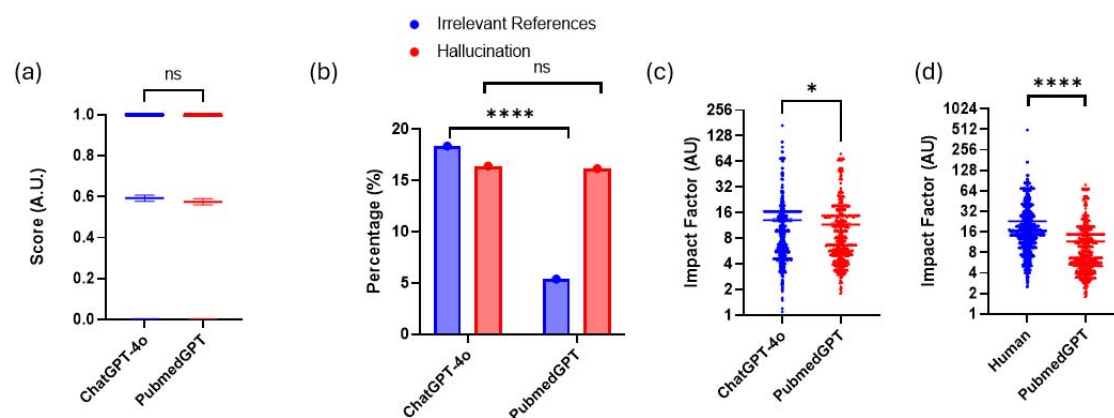 Irrelevant References
Hallucination
(a)
ns
1.0
0.8
0.6
0.4
0.2
0.0
Score (A.U.)
ChatGPT-4o
PubmedGPT
(b)
ns
****
20
15
10
5
0
Percentage (%)
ChatGPT-4o
PubmedGPT
(c)
*
256
128
64
32
16
8
4
2
1
Impact Factor (AU)
ChatGPT-4o
PubmedGPT
(d)
****
1024
512
256
128
64
32
16
8
4
2
1
Impact Factor (AU)
Human
PubmedGPT